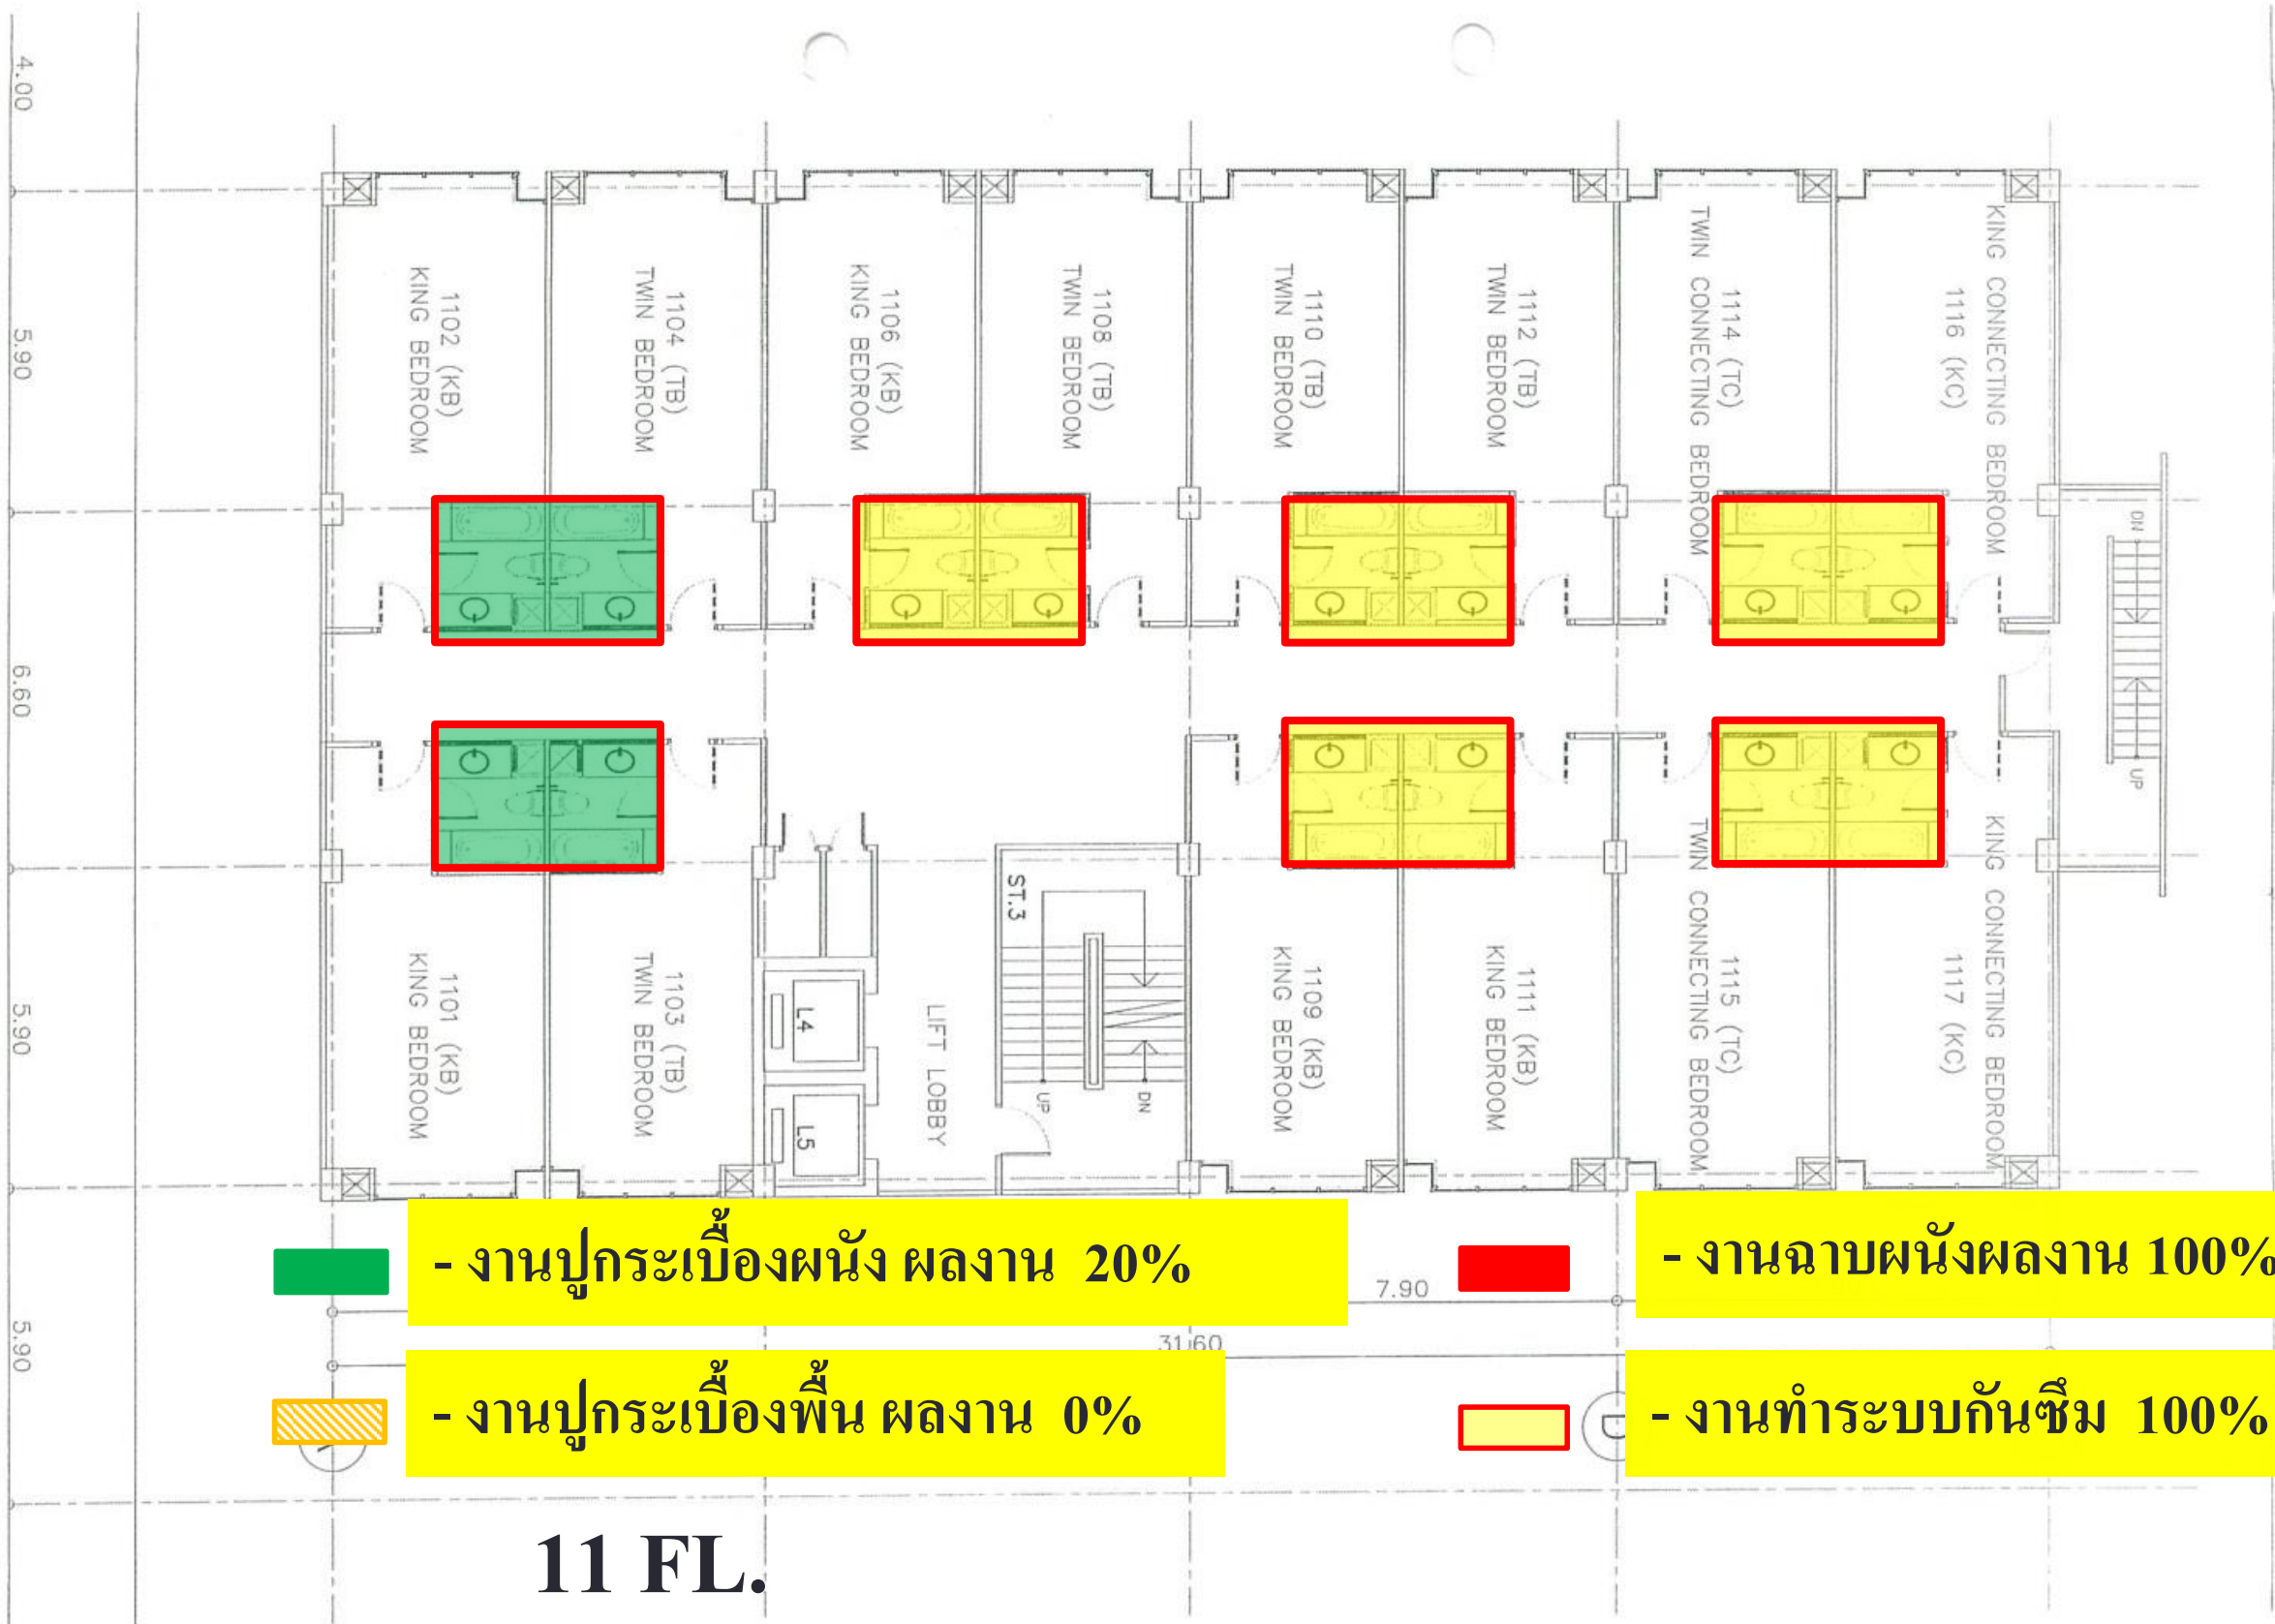 4.00
5.90
6.60
5.90
5.90
1102 (KB)
KING BEDROOM
1104 (TB)
TWIN BEDROOM
1106 (KB)
KING BEDROOM
1108 (TB)
TWIN BEDROOM
1110 (TB)
TWIN BEDROOM
1112 (TB)
TWIN BEDROOM
1114 (TC)
TWIN CONNECTING BEDROOM
KING CONNECTING BEDROOM
1116 (KC)
DN
UP
1101 (KB)
KING BEDROOM
1103 (TB)
TWIN BEDROOM
L4
L5
LIFT LOBBY
ST.3
UP
DN
1109 (KB)
KING BEDROOM
1111 (KB)
KING BEDROOM
1115 (TC)
TWIN CONNECTING BEDROOM
KING CONNECTING BEDROOM
1117 (KC)
- งานปูกระเบื้องผนัง ผลงาน 20%
- งานฉาบผนังผลงาน 100%
7.90
31.60
- งานปูกระเบื้องพื้น ผลงาน 0%
- งานทำระบบกันซึม 100%
11 FL.